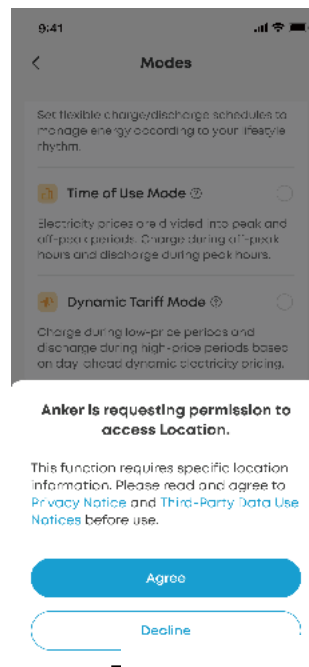 9:41
Modes
Set flexible charge/discharge schedules to
manage energy according to your lifestyle
rhythm.
Time of Use Mode
Electricity prices are divided into peak and
off-peak periods. Charge during off-peak
hours and discharge during peak hours.
Dynamic Tariff Mode
Charge during low-price periods and
discharge during high-price periods based
on day-ahead dynamic electricity pricing.
Anker is requesting permission to
access Location.
This function requires specific location
information. Please read and agree to
Privacy Notice and Third-Party Data Use
Notices before use.
Agree
Decline